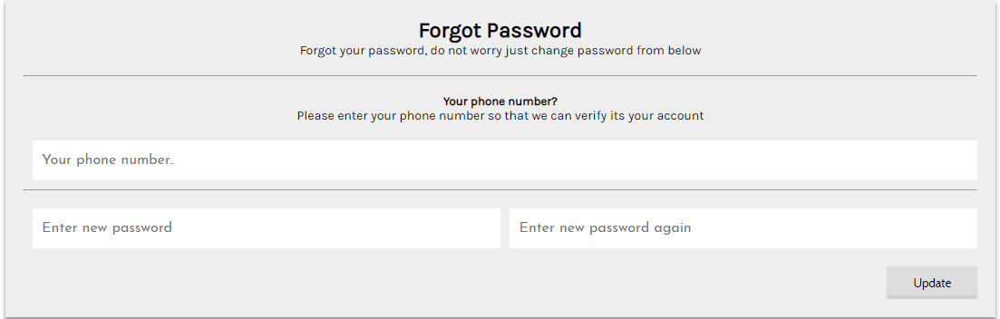 Forgot Password
Forgot your password, do not worry just change password from below
Your phone number?
Please enter your phone number so that we can verify its your account
Your phone number..
Enter new password
Enter new password again
Update